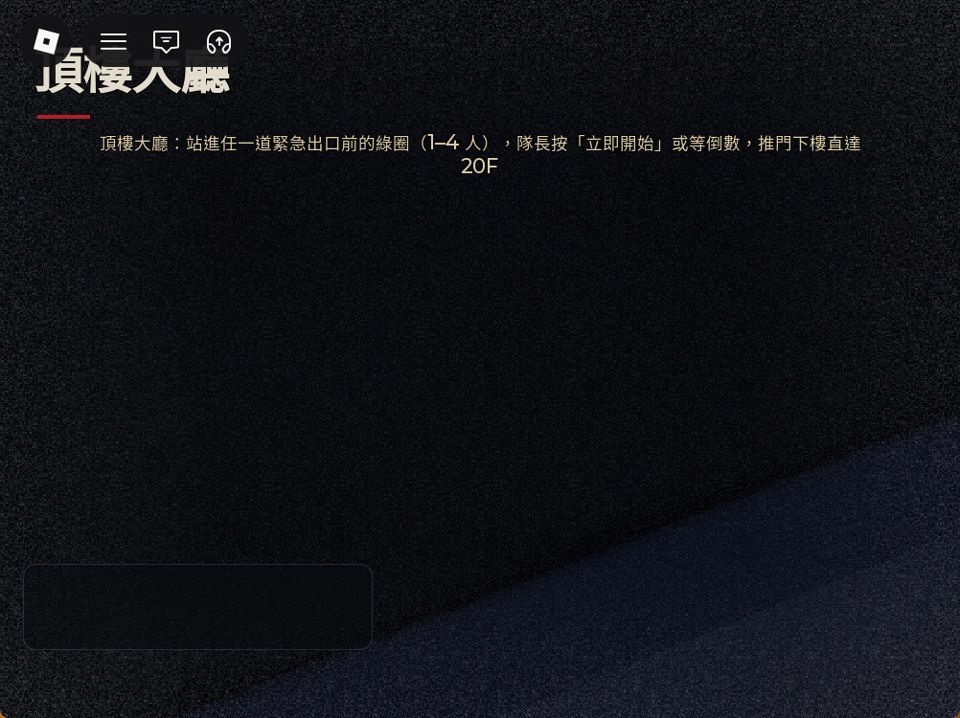 頂樓大廳
頂樓大廳：站進任一道緊急出口前的綠圈（1–4 人），隊長按「立即開始」或等倒數，推門下樓直達
20F